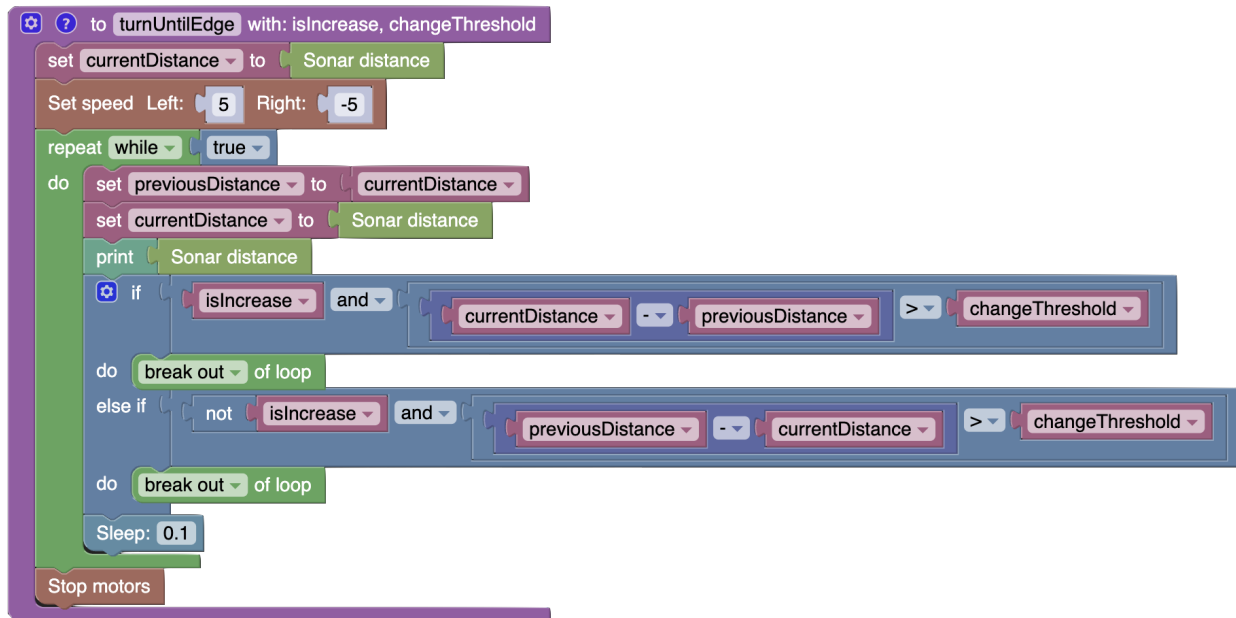 ? to turnUntilEdge with: isIncrease, changeThreshold
set currentDistance to Sonar distance
Set speed Left: 5 Right: -5
repeat while true
do set previousDistance to currentDistance
set currentDistance to Sonar distance
print Sonar distance
if isIncrease and currentDistance - previousDistance > changeThreshold
do break out of loop
else if not isIncrease and previousDistance - currentDistance > changeThreshold
do break out of loop
Sleep: 0.1
Stop motors